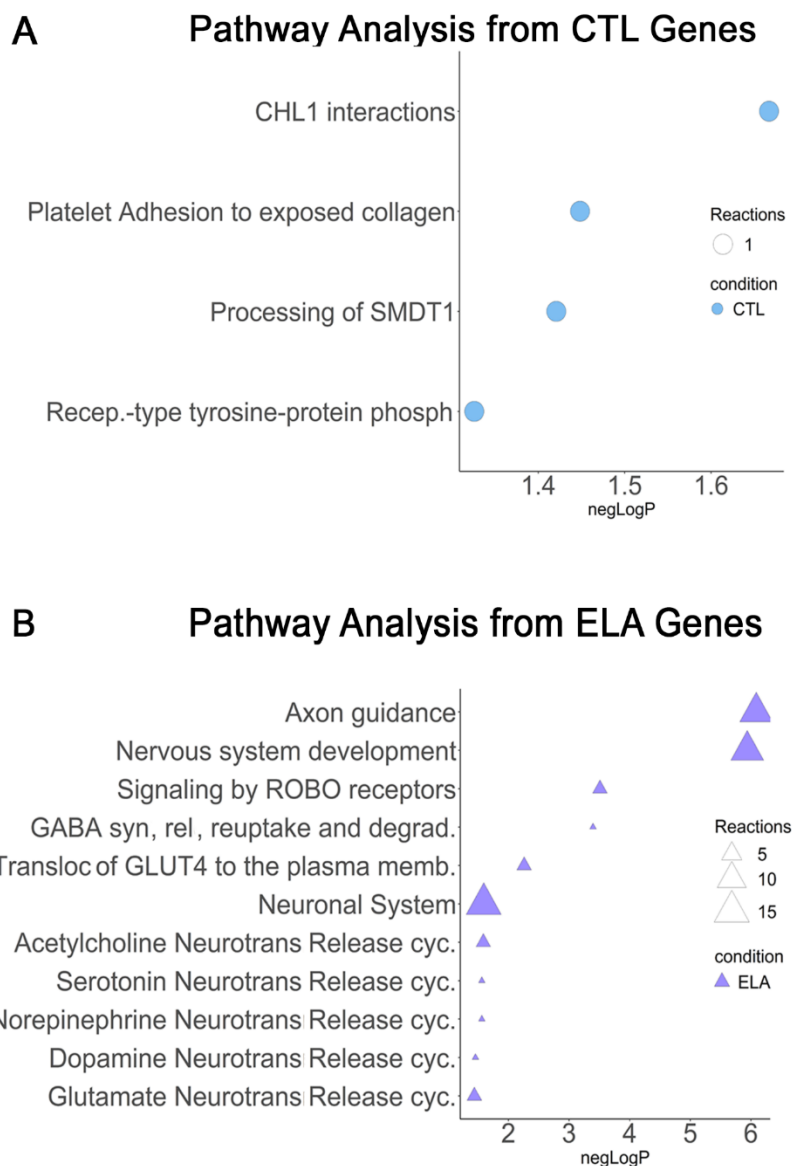 A
Pathway Analysis from CTL Genes
CHL1 interactions
Platelet Adhesion to exposed collagen
Processing of SMDT1
Recep.-type tyrosine-protein phosph
Reactions
1
condition
CTL
1.4 1.5 1.6
negLogP
B
Pathway Analysis from ELA Genes
Axon guidance
Nervous system development
Signaling by ROBO receptors
GABA syn, rel, reuptake and degrad.
Transloc of GLUT4 to the plasma memb.
Neuronal System
Acetylcholine Neurotrans Release cyc.
Serotonin Neurotrans Release cyc.
Norepinephrine Neurotrans Release cyc.
Dopamine Neurotrans Release cyc.
Glutamate Neurotrans Release cyc.
Reactions
5
10
15
condition
ELA
2 3 4 5 6
negLogP